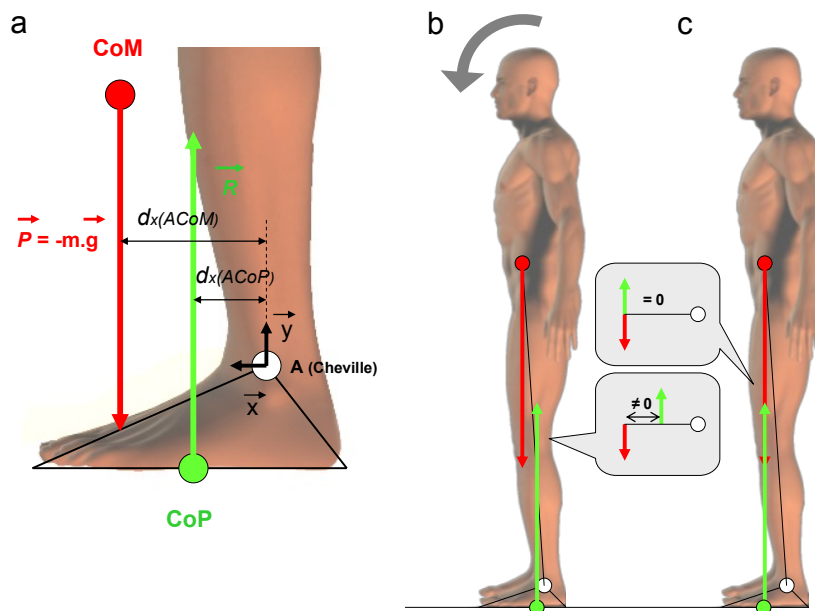 a
CoM
R
P = -m.g
dx(ACoM)
dx(ACoP)
y
A (Cheville)
x
CoP
b
c
= 0
≠ 0